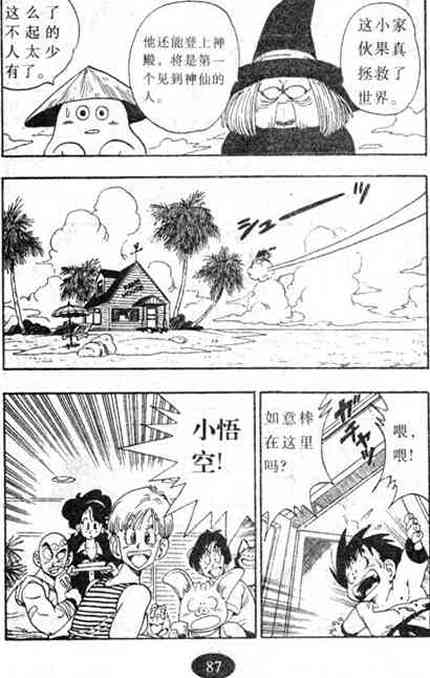 这小家
伙果真
拯救了
世界。
他还能登上神
殿，将是第一
个见到神仙的
人。
这么了
不起的
人太少
有了。
シューッ
喂，
喂！
ガチャッ
如意棒
在这里
吗？
小悟
空！
87